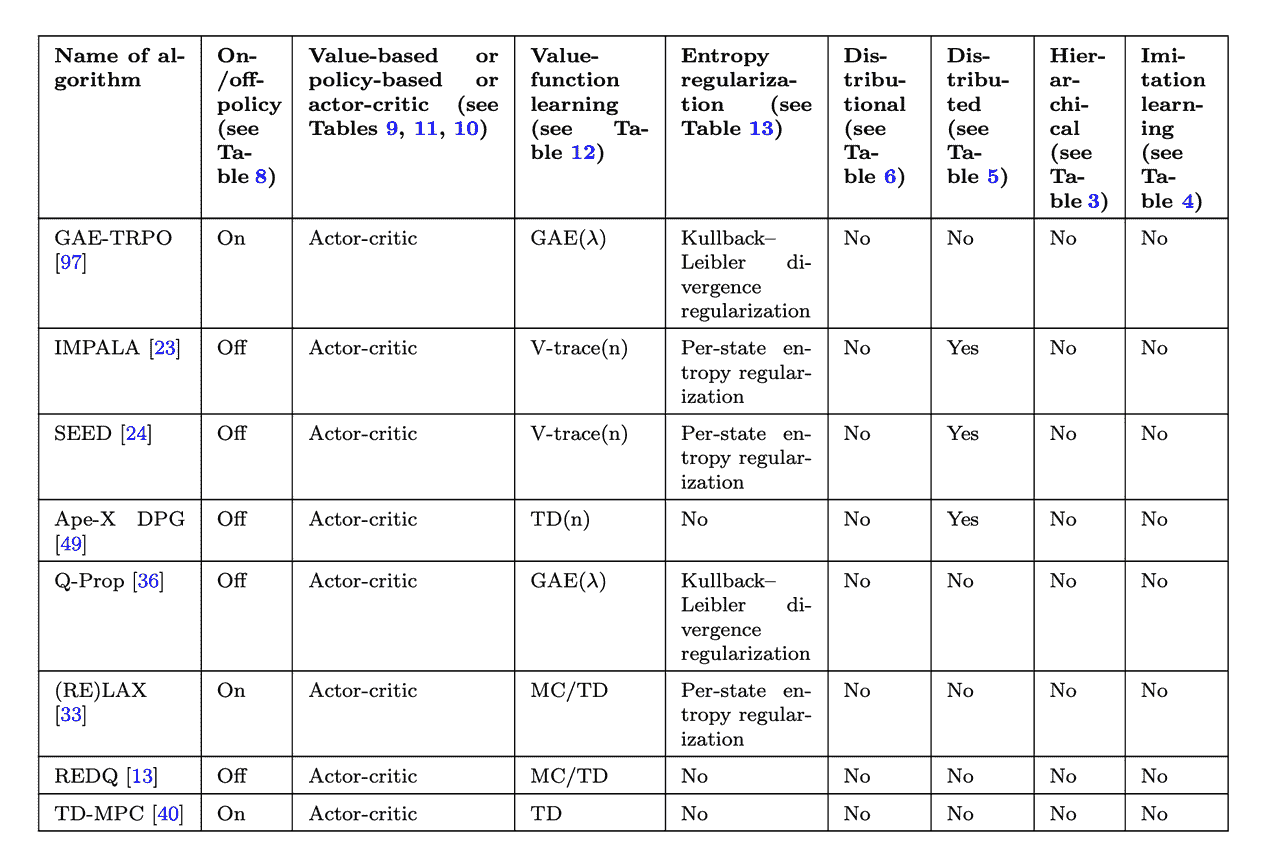 Name of al-
gorithm
On-
/off-
policy
(see
Ta-
ble 8)
Value-based or
policy-based or
actor-critic (see
Tables 9, 11, 10)
Value-
function
learning
(see Ta-
ble 12)
Entropy
regulariza-
tion (see
Table 13)
Dis-
tribu-
tional
(see
Ta-
ble 6)
Dis-
tribu-
ted
(see
Ta-
ble 5)
Hier-
ar-
chi-
cal
(see
Ta-
ble 3)
Imi-
tation
learn-
ing
(see
Ta-
ble 4)
GAE-TRPO
[97]
On
Actor-critic
GAE(λ)
Kullback–
Leibler di-
vergence
regularization
No
No
No
No
IMPALA [23]
Off
Actor-critic
V-trace(n)
Per-state en-
tropy regular-
ization
No
Yes
No
No
SEED [24]
Off
Actor-critic
V-trace(n)
Per-state en-
tropy regular-
ization
No
Yes
No
No
Ape-X DPG
[49]
Off
Actor-critic
TD(n)
No
No
Yes
No
No
Q-Prop [36]
Off
Actor-critic
GAE(λ)
Kullback–
Leibler di-
vergence
regularization
No
No
No
No
(RE)LAX
[33]
On
Actor-critic
MC/TD
Per-state en-
tropy regular-
ization
No
No
No
No
REDQ [13]
Off
Actor-critic
MC/TD
No
No
No
No
No
TD-MPC [40]
On
Actor-critic
TD
No
No
No
No
No